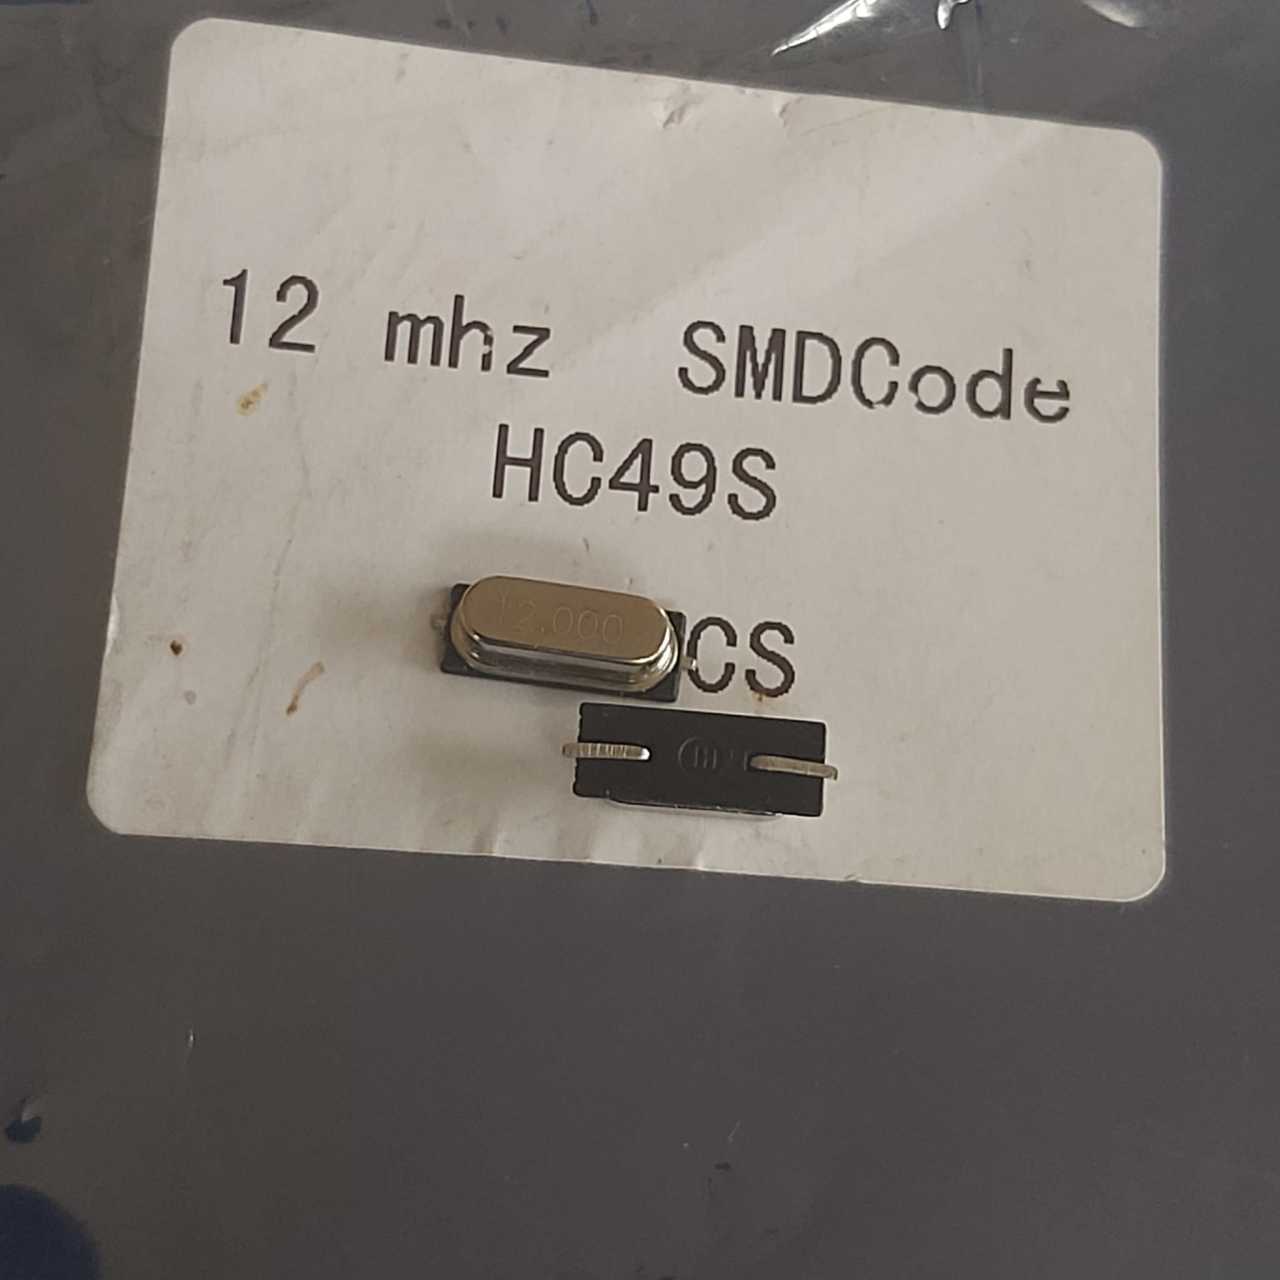 12 mhz SMDCode
HC49S
12.000
CS